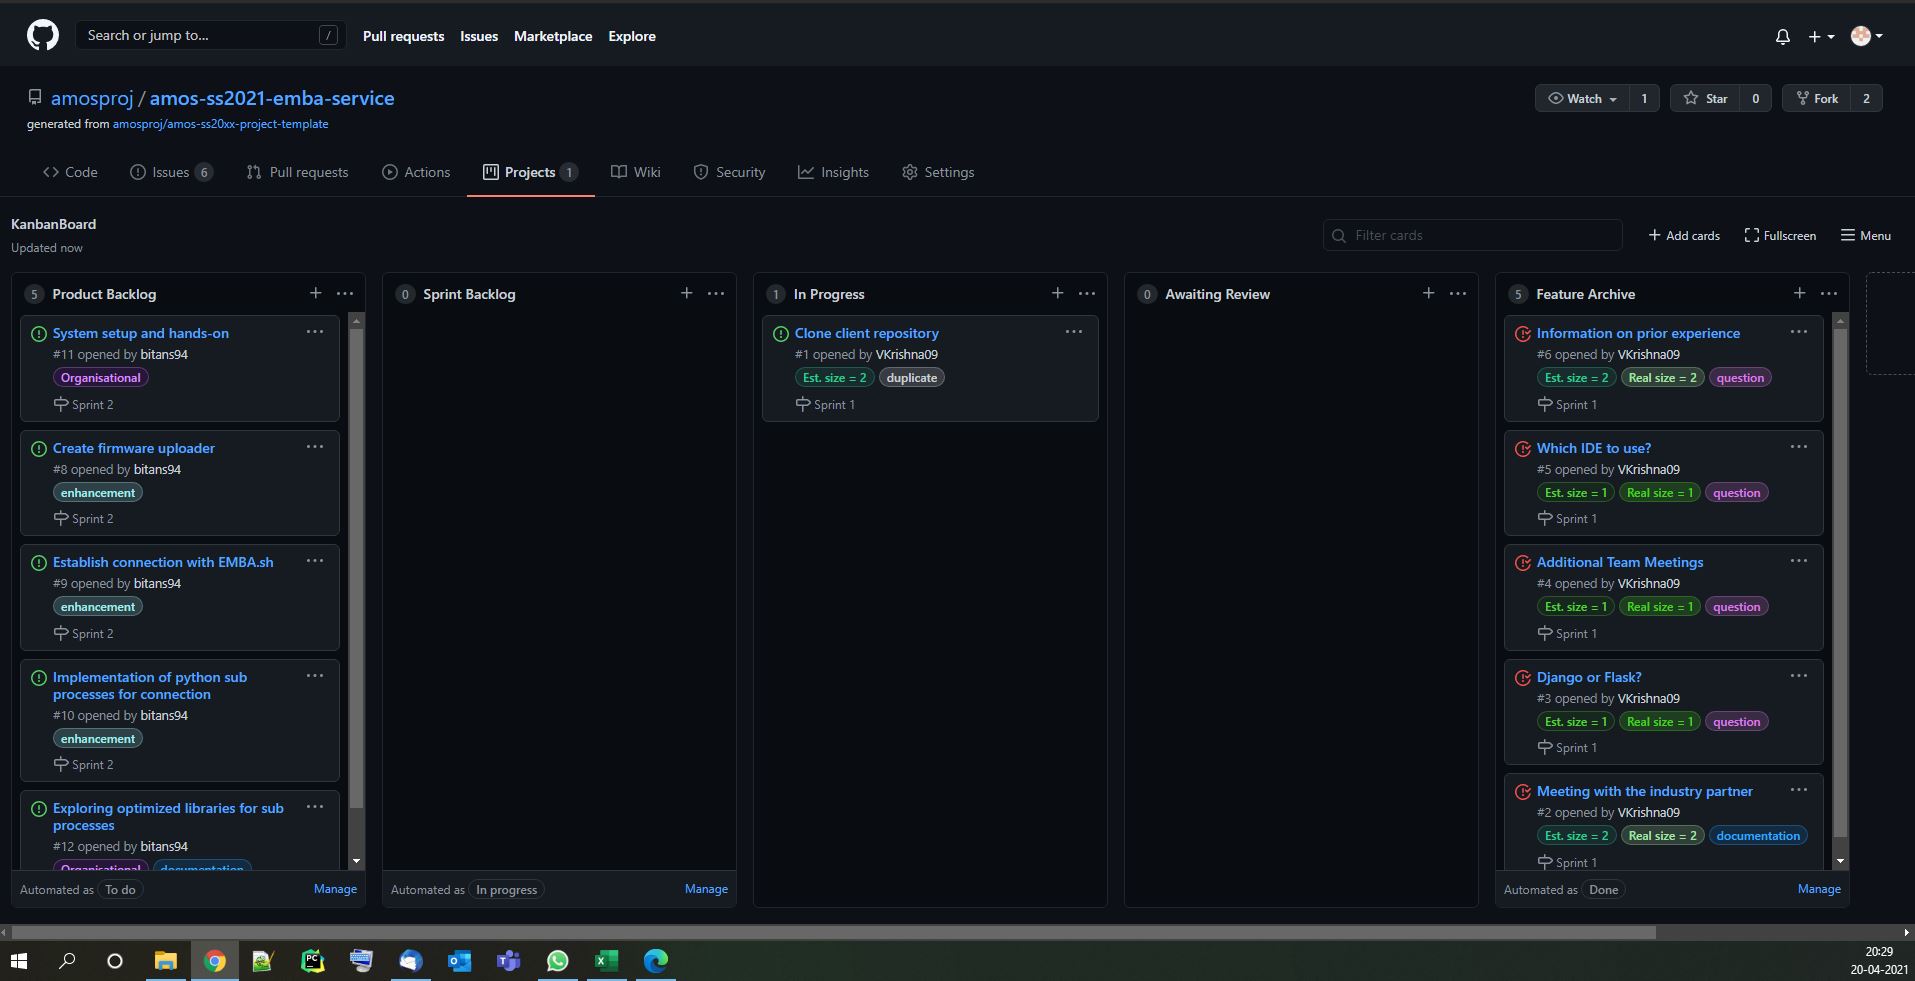 Search or jump to... /
Pull requests Issues Marketplace Explore
amosproj / amos-ss2021-emba-service
Watch 1 Star 0 Fork 2
generated from amosproj/amos-ss20xx-project-template
Code Issues 6 Pull requests Actions Projects 1 Wiki Security Insights Settings
KanbanBoard
Updated now
Filter cards
Add cards Fullscreen Menu
5 Product Backlog
System setup and hands-on
#11 opened by bitans94
Organisational
Sprint 2
Create firmware uploader
#8 opened by bitans94
enhancement
Sprint 2
Establish connection with EMBA.sh
#9 opened by bitans94
enhancement
Sprint 2
Implementation of python sub
processes for connection
#10 opened by bitans94
enhancement
Sprint 2
Exploring optimized libraries for sub
processes
#12 opened by bitans94
Organisational documentation
Automated as To do Manage
0 Sprint Backlog
Automated as In progress Manage
1 In Progress
Clone client repository
#1 opened by VKrishna09
Est. size = 2 duplicate
Sprint 1
0 Awaiting Review
5 Feature Archive
Information on prior experience
#6 opened by VKrishna09
Est. size = 2 Real size = 2 question
Sprint 1
Which IDE to use?
#5 opened by VKrishna09
Est. size = 1 Real size = 1 question
Sprint 1
Additional Team Meetings
#4 opened by VKrishna09
Est. size = 1 Real size = 1 question
Sprint 1
Django or Flask?
#3 opened by VKrishna09
Est. size = 1 Real size = 1 question
Sprint 1
Meeting with the industry partner
#2 opened by VKrishna09
Est. size = 2 Real size = 2 documentation
Sprint 1
Automated as Done Manage
20:29
20-04-2021